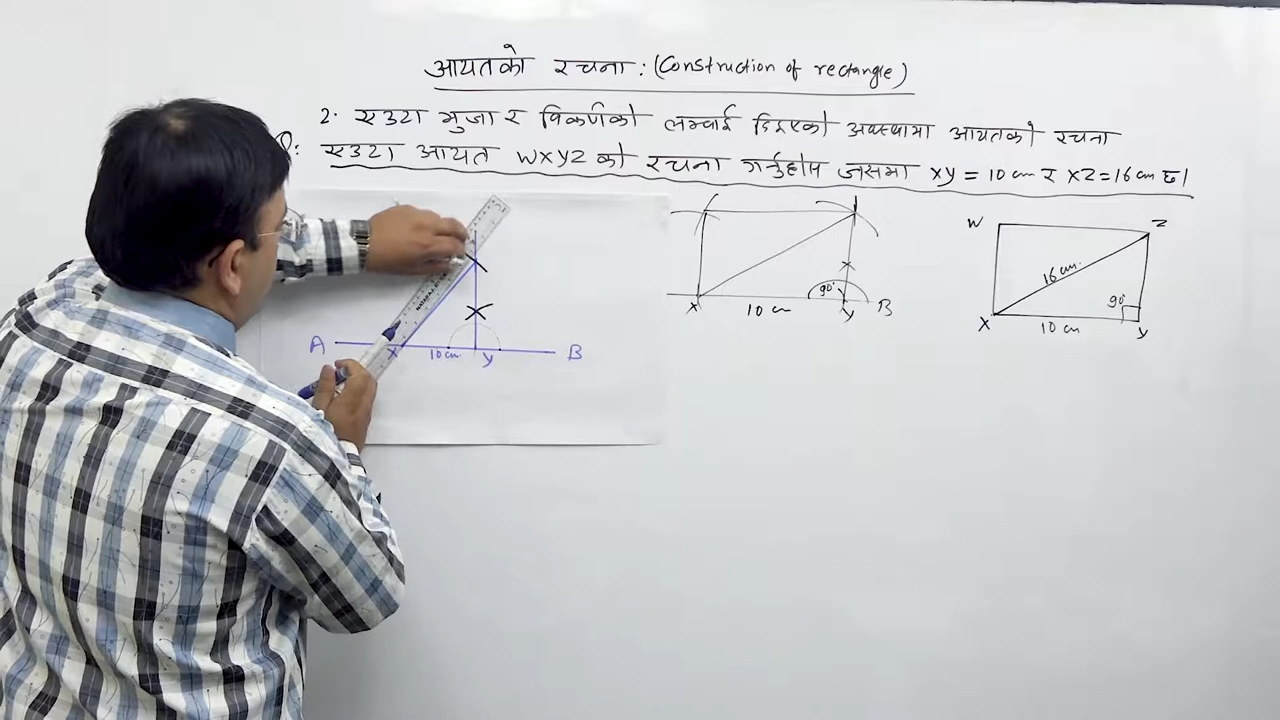 आयतको रचना : (Construction of rectangle)
2. एउटा भुजा र विकर्णको लम्बाई दिइएको अवस्थामा आयतको रचना
Q: एउटा आयत WXYZ को रचना गर्नुहोस जसमा XY = 10 cm र XZ = 16 cm छ।
A X 10 cm. Y B
X 10 cm 90° Y B
W Z
16 cm. 90°
X 10 cm Y
NATARAJ